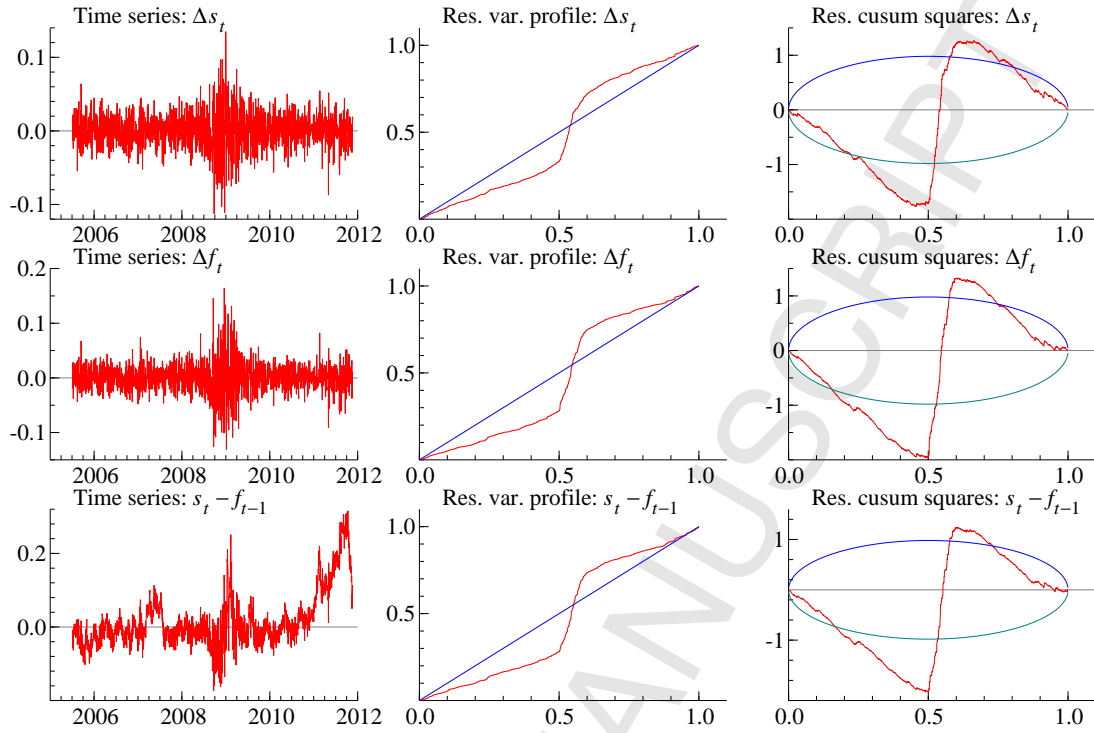 Time series: Δs_t
Res. var. profile: Δs_t
Res. cusum squares: Δs_t
0.1
0.0
-0.1
2006 2008 2010 2012
1.0
0.5
0.0 0.5 1.0
1
0
-1
0.0 0.5 1.0
Time series: Δf_t
Res. var. profile: Δf_t
Res. cusum squares: Δf_t
0.2
0.1
0.0
-0.1
2006 2008 2010 2012
1.0
0.5
0.0 0.5 1.0
1
0
-1
0.0 0.5 1.0
Time series: s_t − f_{t−1}
Res. var. profile: s_t − f_{t−1}
Res. cusum squares: s_t − f_{t−1}
0.2
0.0
2006 2008 2010 2012
1.0
0.5
0.0 0.5 1.0
1
-1
0.0 0.5 1.0
ANUSCRIPT